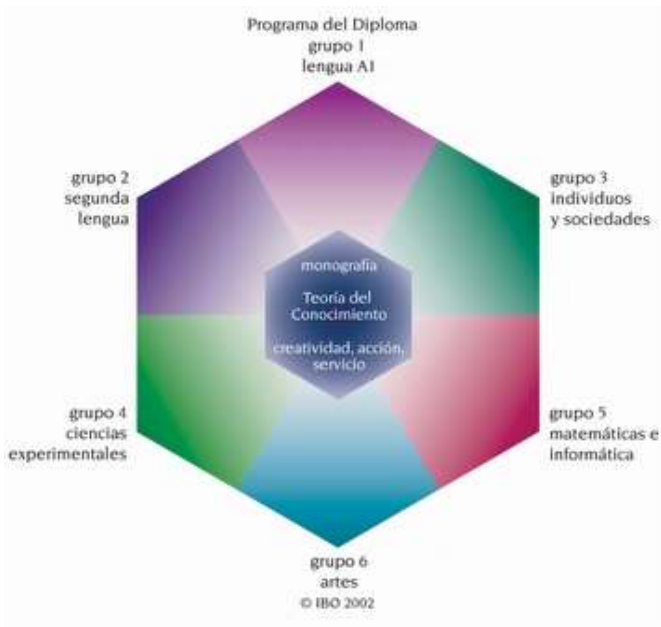 Programa del Diploma
grupo 1
lengua A1
grupo 2
segunda
lengua
grupo 3
individuos
y sociedades
monografía
Teoría del
Conocimiento
creatividad, acción,
servicio
grupo 4
ciencias
experimentales
grupo 5
matemáticas e
informática
grupo 6
artes
© IBO 2002